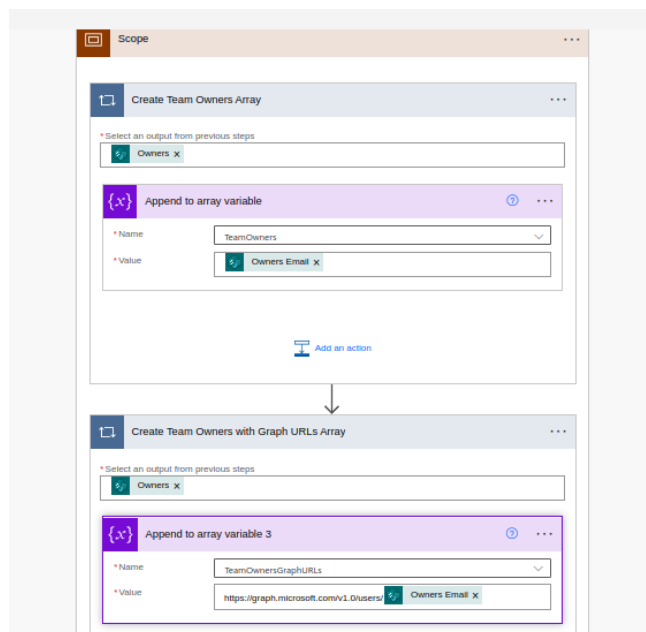 Scope
Create Team Owners Array
* Select an output from previous steps
Owners x
{x} Append to array variable
* Name TeamOwners
* Value Owners Email x
Add an action
Create Team Owners with Graph URLs Array
* Select an output from previous steps
Owners x
{x} Append to array variable 3
* Name TeamOwnersGraphURLs
* Value https://graph.microsoft.com/v1.0/users/ Owners Email x